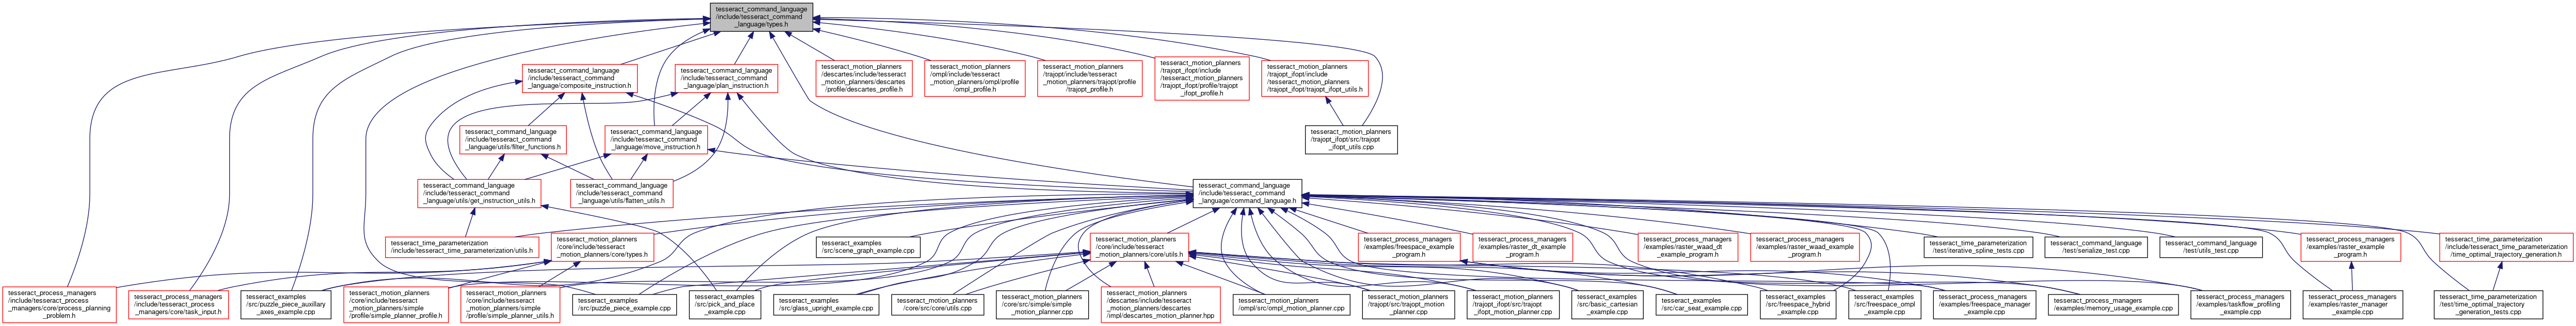 tesseract_command_language
/include/tesseract_command
_language/types.h
tesseract_command_language
/include/tesseract_command
_language/composite_instruction.h
tesseract_command_language
/include/tesseract_command
_language/plan_instruction.h
tesseract_motion_planners
/descartes/include/tesseract
_motion_planners/descartes
/profile/descartes_profile.h
tesseract_motion_planners
/ompl/include/tesseract
_motion_planners/ompl/profile
/ompl_profile.h
tesseract_motion_planners
/trajopt/include/tesseract
_motion_planners/trajopt/profile
/trajopt_profile.h
tesseract_motion_planners
/trajopt_ifopt/include
/tesseract_motion_planners
/trajopt_ifopt/profile/trajopt
_ifopt_profile.h
tesseract_motion_planners
/trajopt_ifopt/include
/tesseract_motion_planners
/trajopt_ifopt/trajopt_ifopt_utils.h
tesseract_command_language
/include/tesseract_command
_language/utils/filter_functions.h
tesseract_command_language
/include/tesseract_command
_language/move_instruction.h
tesseract_motion_planners
/trajopt_ifopt/src/trajopt
_ifopt_utils.cpp
tesseract_command_language
/include/tesseract_command
_language/utils/get_instruction_utils.h
tesseract_command_language
/include/tesseract_command
_language/utils/flatten_utils.h
tesseract_command_language
/include/tesseract_command
_language/command_language.h
tesseract_time_parameterization
/include/tesseract_time_parameterization/utils.h
tesseract_motion_planners
/core/include/tesseract
_motion_planners/core/types.h
tesseract_examples
/src/scene_graph_example.cpp
tesseract_motion_planners
/core/include/tesseract
_motion_planners/core/utils.h
tesseract_process_managers
/examples/freespace_example
_program.h
tesseract_process_managers
/examples/raster_dt_example
_program.h
tesseract_process_managers
/examples/raster_waad_dt
_example_program.h
tesseract_process_managers
/examples/raster_waad_example
_program.h
tesseract_time_parameterization
/test/iterative_spline_tests.cpp
tesseract_command_language
/test/serialize_test.cpp
tesseract_command_language
/test/utils_test.cpp
tesseract_process_managers
/examples/raster_example
_program.h
tesseract_time_parameterization
/include/tesseract_time_parameterization
/time_optimal_trajectory_generation.h
tesseract_process_managers
/include/tesseract_process
_managers/core/process_planning
_problem.h
tesseract_process_managers
/include/tesseract_process
_managers/core/task_input.h
tesseract_examples
/src/puzzle_piece_auxillary
_axes_example.cpp
tesseract_motion_planners
/core/include/tesseract
_motion_planners/simple
/profile/simple_planner_profile.h
tesseract_motion_planners
/core/include/tesseract
_motion_planners/simple
/profile/simple_planner_utils.h
tesseract_examples
/src/puzzle_piece_example.cpp
tesseract_examples
/src/pick_and_place
_example.cpp
tesseract_examples
/src/glass_upright_example.cpp
tesseract_motion_planners
/core/src/core/utils.cpp
tesseract_motion_planners
/core/src/simple/simple
_motion_planner.cpp
tesseract_motion_planners
/descartes/include/tesseract
_motion_planners/descartes
/impl/descartes_motion_planner.hpp
tesseract_motion_planners
/ompl/src/ompl_motion_planner.cpp
tesseract_motion_planners
/trajopt/src/trajopt_motion
_planner.cpp
tesseract_motion_planners
/trajopt_ifopt/src/trajopt
_ifopt_motion_planner.cpp
tesseract_examples
/src/basic_cartesian
_example.cpp
tesseract_examples
/src/car_seat_example.cpp
tesseract_examples
/src/freespace_hybrid
_example.cpp
tesseract_examples
/src/freespace_ompl
_example.cpp
tesseract_process_managers
/examples/freespace_manager
_example.cpp
tesseract_process_managers
/examples/memory_usage_example.cpp
tesseract_process_managers
/examples/taskflow_profiling
_example.cpp
tesseract_process_managers
/examples/raster_manager
_example.cpp
tesseract_time_parameterization
/test/time_optimal_trajectory
_generation_tests.cpp